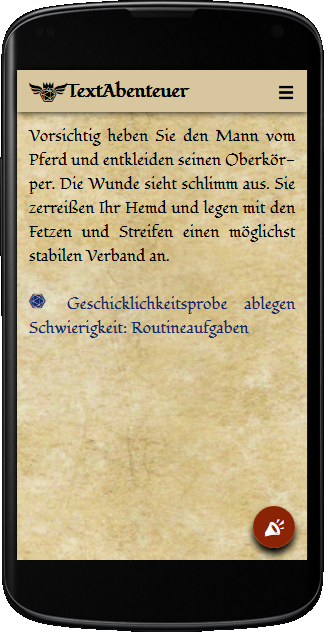 TextAbenteuer
Vorsichtig heben Sie den Mann vom
Pferd und entkleiden seinen Oberkör-
per. Die Wunde sieht schlimm aus. Sie
zerreißen Ihr Hemd und legen mit den
Fetzen und Streifen einen möglichst
stabilen Verband an.
Geschicklichkeitsprobe ablegen
Schwierigkeit: Routineaufgaben